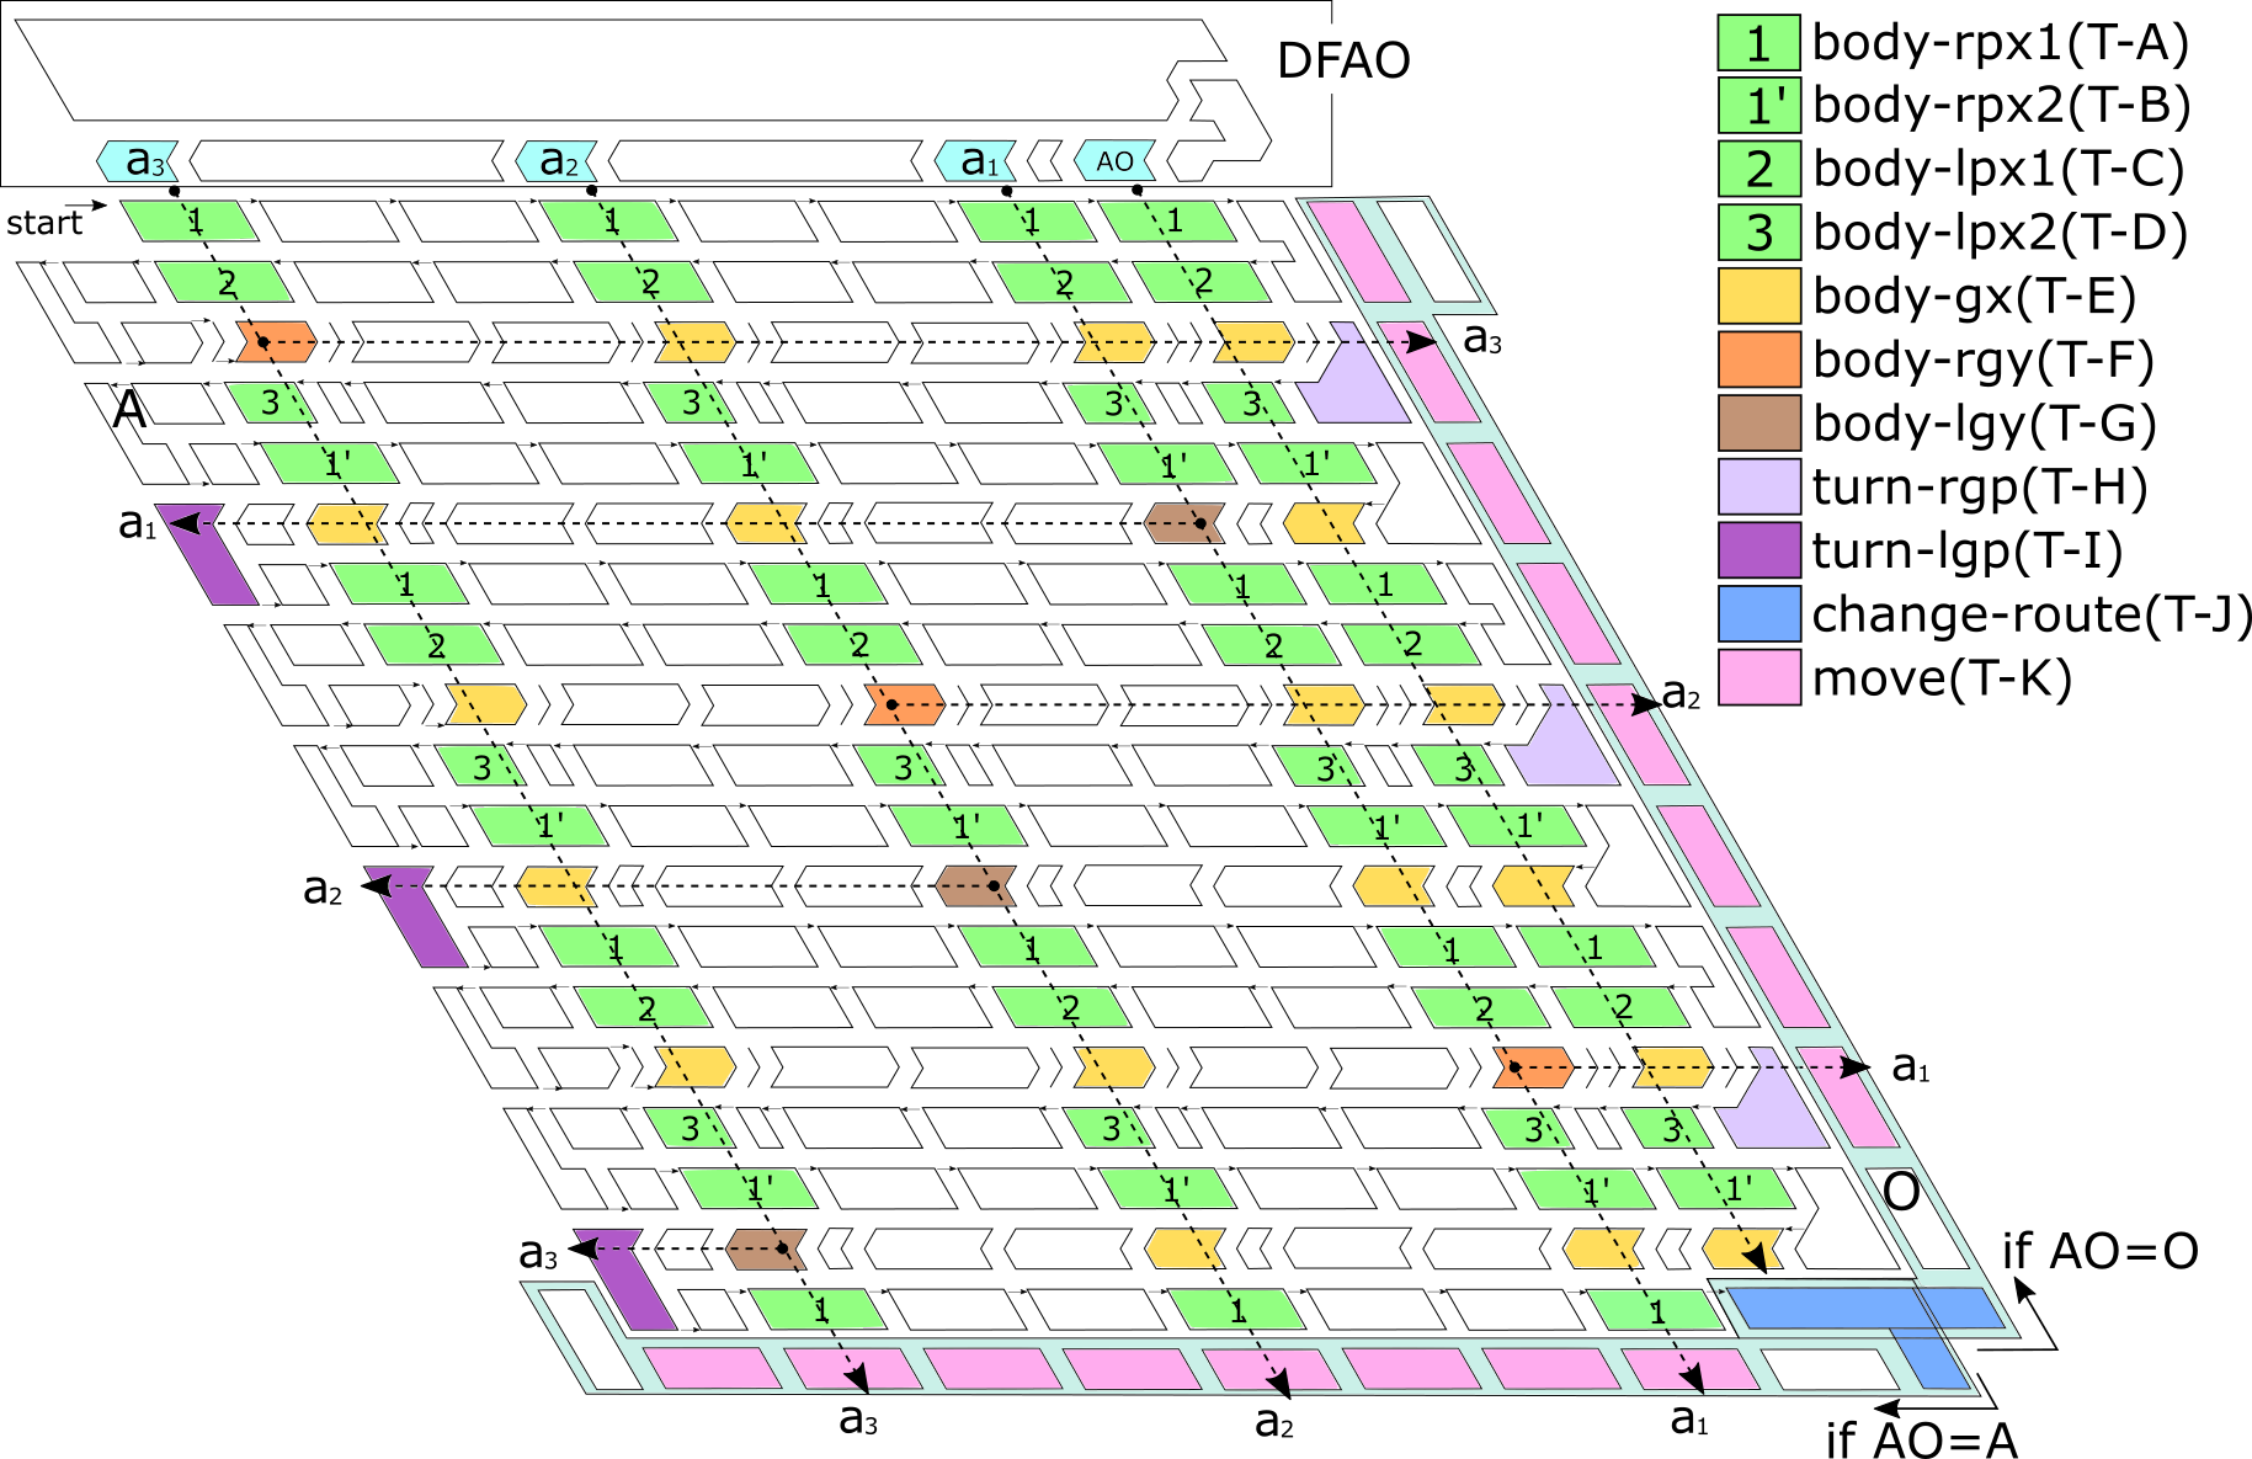 DFAO
a3 a2 a1 AO
start
1 1 1 1
2 2 2 2
a3
A 3 3 3 3
1' 1' 1' 1'
a1
1 1 1 1
2 2 2 2
a2
3 3 3 3
1' 1' 1' 1'
a2
1 1 1 1
2 2 2 2
a1
3 3 3 3
1' 1' 1' 1' O
a3 if AO=O
1 1 1
a3 a2 a1
if AO=A
1 body-rpx1(T-A)
1' body-rpx2(T-B)
2 body-lpx1(T-C)
3 body-lpx2(T-D)
body-gx(T-E)
body-rgy(T-F)
body-lgy(T-G)
turn-rgp(T-H)
turn-lgp(T-I)
change-route(T-J)
move(T-K)